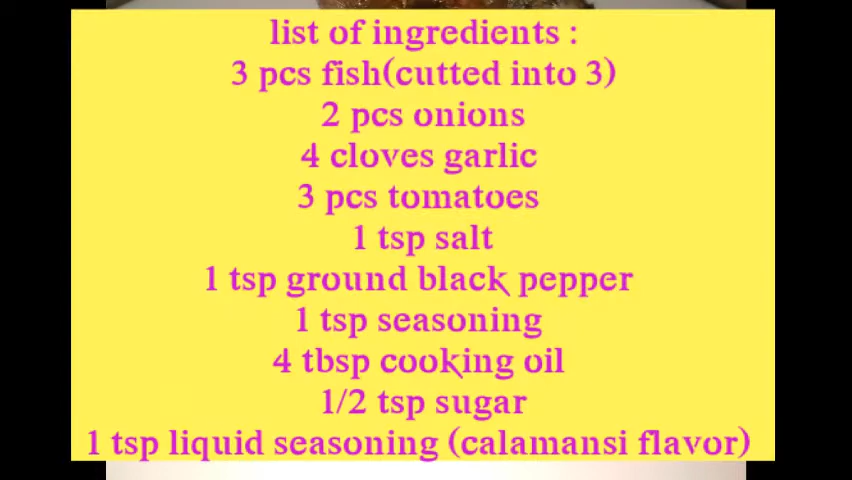 list of ingredients :
3 pcs fish(cutted into 3)
2 pcs onions
4 cloves garlic
3 pcs tomatoes
1 tsp salt
1 tsp ground black pepper
1 tsp seasoning
4 tbsp cooking oil
1/2 tsp sugar
1 tsp liquid seasoning (calamansi flavor)